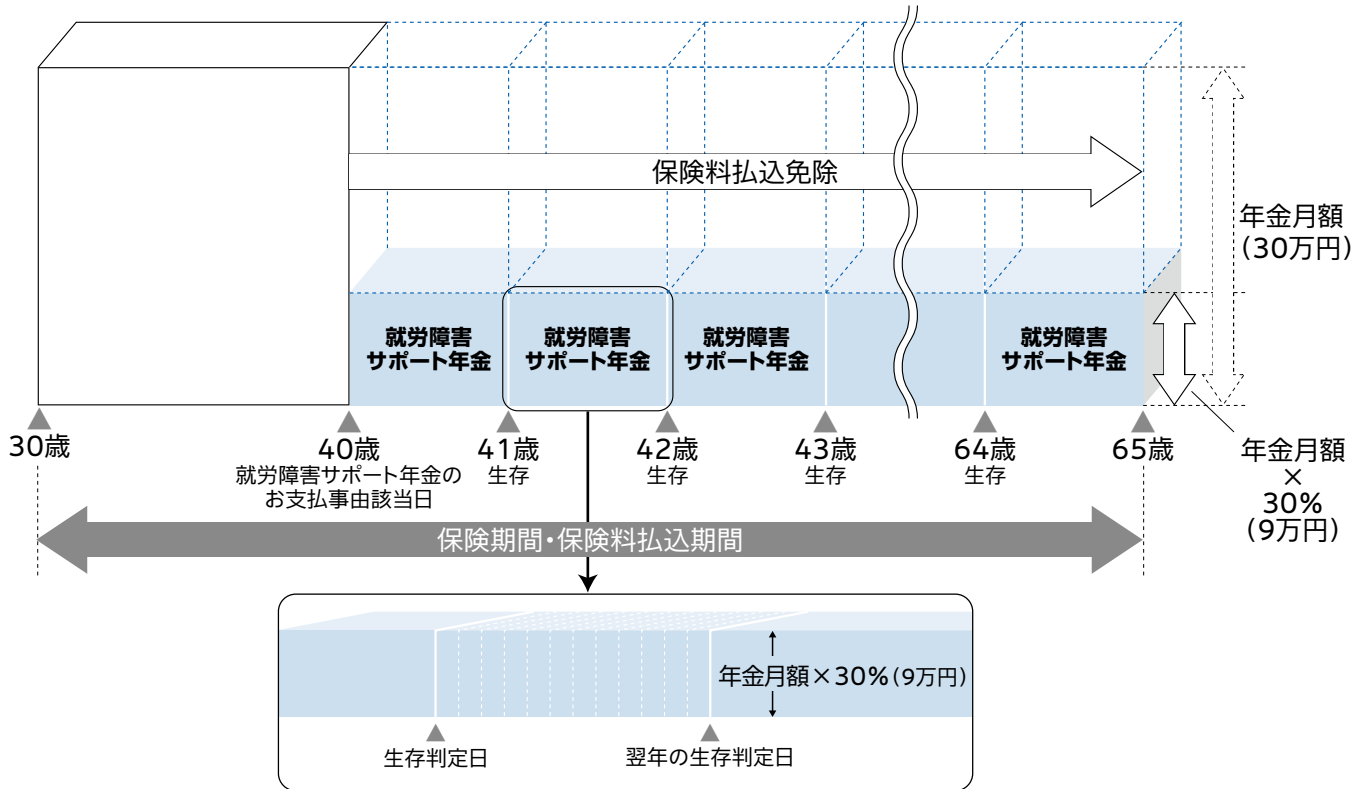 保険料払込免除
年金月額
(30万円)
就労障害
サポート年金
就労障害
サポート年金
就労障害
サポート年金
就労障害
サポート年金
30歳
40歳
就労障害サポート年金の
お支払事由該当日
41歳
生存
42歳
生存
43歳
生存
64歳
生存
65歳
年金月額
×
30%
(9万円)
保険期間・保険料払込期間
年金月額×30%(9万円)
生存判定日
翌年の生存判定日